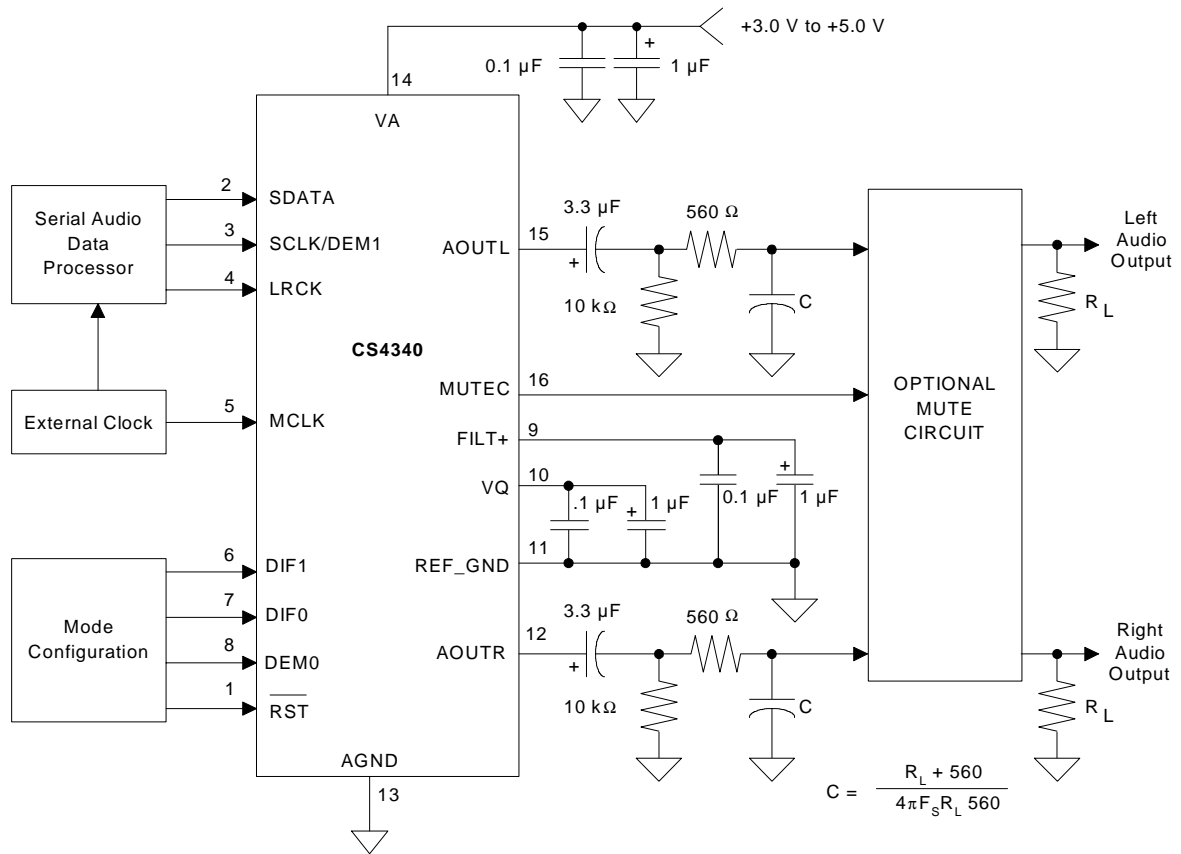 +3.0 V to +5.0 V
0.1 µF
+
1 µF
14
VA
Serial Audio
Data
Processor
2
SDATA
3
SCLK/DEM1
4
LRCK
External Clock
5
MCLK
CS4340
AOUTL
15
3.3 µF
+
560 Ω
10 kΩ
C
Left
Audio
Output
R L
MUTEC
16
OPTIONAL
MUTE
CIRCUIT
FILT+
9
VQ
10
.1 µF
+
1 µF
0.1 µF
+
1 µF
REF_GND
11
Mode
Configuration
6
DIF1
7
DIF0
8
DEM0
1
RST
AOUTR
12
3.3 µF
+
560 Ω
10 kΩ
C
Right
Audio
Output
R L
AGND
13
C =
R L + 560
4πF S R L 560